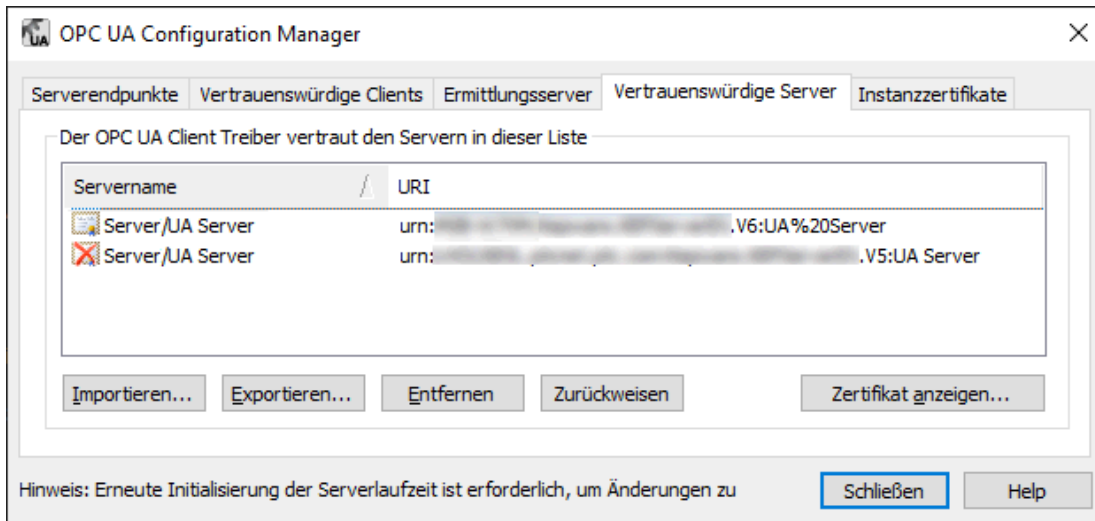 UA OPC UA Configuration Manager
Serverendpunkte Vertrauenswürdige Clients Ermittlungsserver Vertrauenswürdige Server Instanzzertifikate
Der OPC UA Client Treiber vertraut den Servern in dieser Liste
Servername URI
Server/UA Server urn: .V6:UA%20Server
Server/UA Server urn: .V5:UA Server
Importieren... Exportieren... Entfernen Zurückweisen Zertifikat anzeigen...
Hinweis: Erneute Initialisierung der Serverlaufzeit ist erforderlich, um Änderungen zu Schließen Help